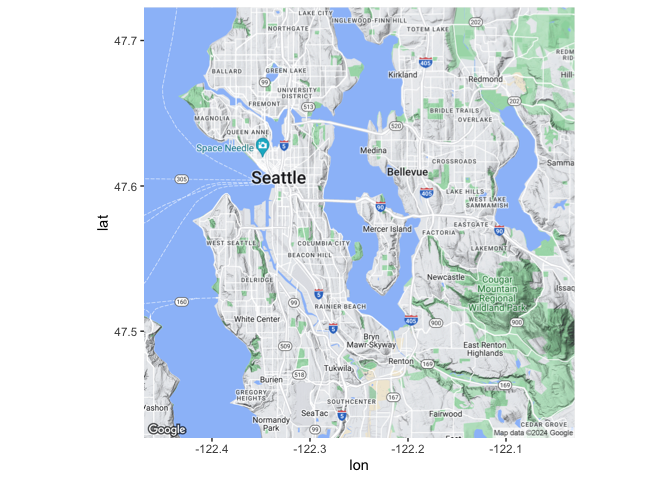 LAKE CITY
INGLEWOOD-FINN HILL
202
NORTHGATE
TOTEM LAKE
47.7
405
REDM
RID
BALLARD
GREEN LAKE
Kirkland
Redmond
Hill-
99
UNIVERSITY
DISTRICT
FREMONT
513
202
BRIDLE TRAILS
OVERLAKE
MAGNOLIA
QUEEN ANNE
520
Space Needle
5
Medina
CROSSROADS
Samma
Bellevue
305
Seattle
47.6
405
LAKE HILLS
WEST LAKE
SAMMAMISH
90
EASTGATE
Mercer Island
FACTORIA
90
WEST SEATTLE
COLUMBIA CITY
LAKEMONT
BEACON HILL
lat
DELRIDGE
Newcastle
Cougar
Mountain
Regional
Wildland Park
Issaq
160
5
99
RAINIER BEACH
White Center
405
900
900
5
47.5
Bryn
Mawr-Skyway
509
East Renton
Highlands
Renton
169
Tukwila
518
Burien
169
GREGORY
HEIGHTS
SOUTHCENTER
167
Vashon
SeaTac
5
Fairwood
Normandy
Park
CEDAR GROVE
99
East
Google
Map data ©2024 Google
-122.4
-122.3
-122.2
-122.1
lon